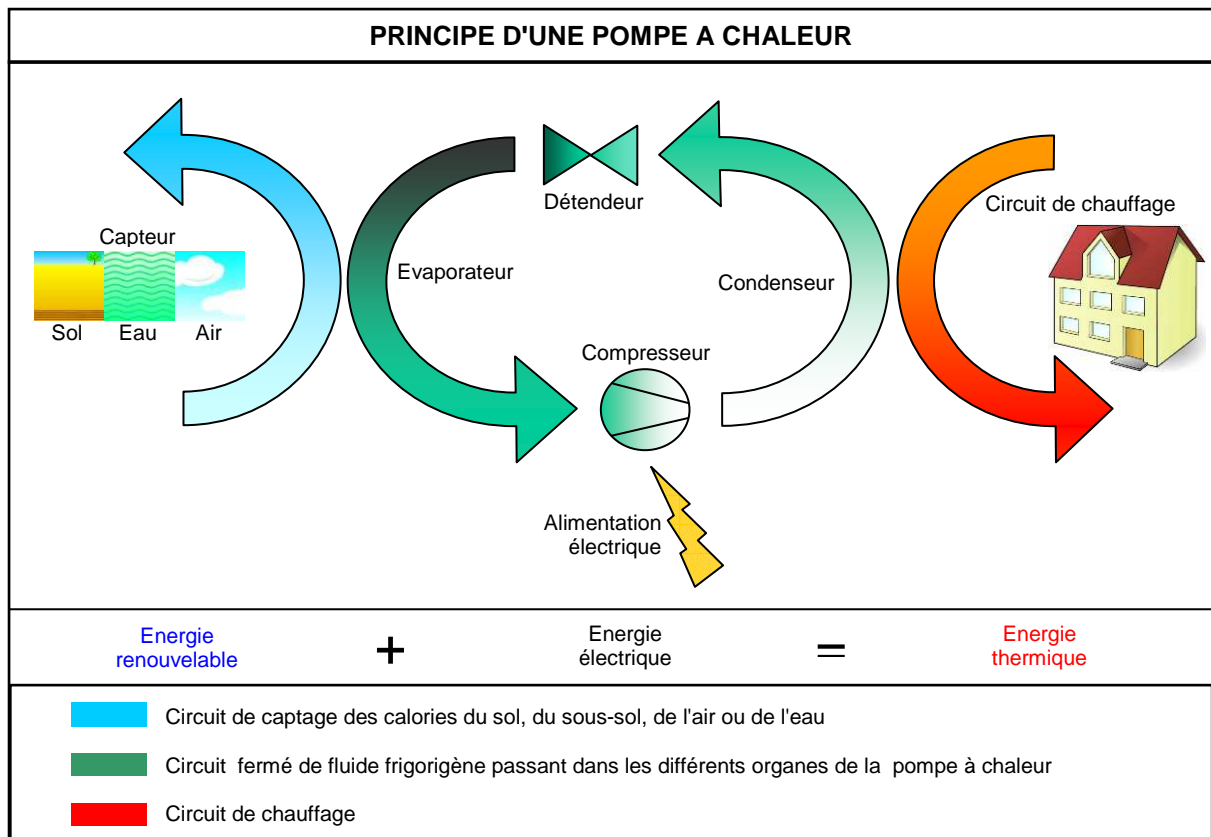 PRINCIPE D'UNE POMPE A CHALEUR
Détendeur
Circuit de chauffage
Capteur
Evaporateur
Condenseur
Sol Eau Air
Compresseur
Alimentation
électrique
Energie
renouvelable
+
Energie
électrique
=
Energie
thermique
Circuit de captage des calories du sol, du sous-sol, de l'air ou de l'eau
Circuit fermé de fluide frigorigène passant dans les différents organes de la pompe à chaleur
Circuit de chauffage